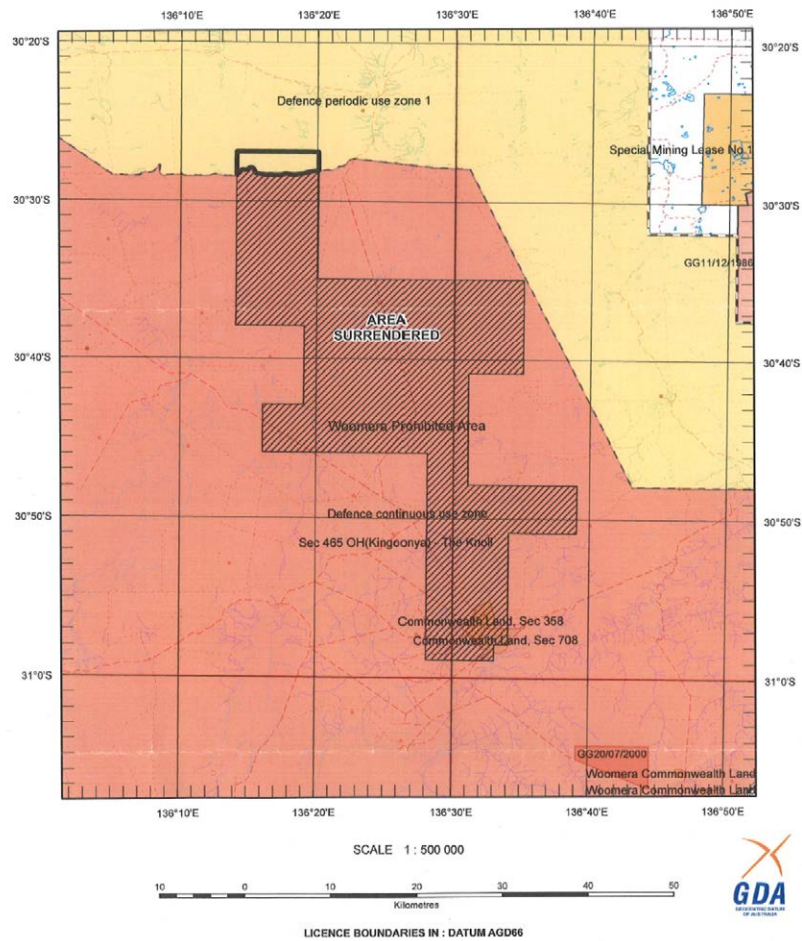 136°10'E 136°20'E 136°30'E 136°40'E 136°50'E
30°20'S 30°20'S
Defence periodic use zone 1
Special Mining Lease No.1
30°30'S 30°30'S
GG11/12/1986
AREA
SURRENDERED
30°40'S 30°40'S
Woomera Prohibited Area
Defence continuous use zone
30°50'S 30°50'S
Sec 465 OH(Kingoonya) - The Knoll
Commonwealth Land, Sec 358
Commonwealth Land, Sec 708
31°0'S 31°0'S
GG20/07/2000
Woomera Commonwealth Land
Woomera Commonwealth Land
136°10'E 136°20'E 136°30'E 136°40'E 136°50'E
SCALE 1 : 500 000
10 0 10 20 30 40 50
Kilometres
GDA
GEOCENTRIC DATUM
OF AUSTRALIA
LICENCE BOUNDARIES IN : DATUM AGD66